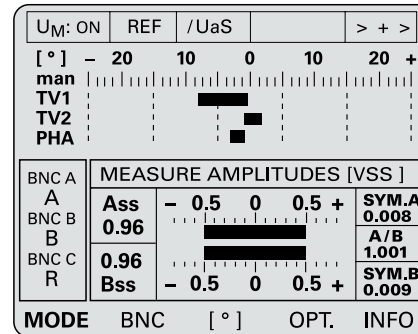 UM: ON REF /UaS > + >
[ ° ] – 20 10 0 10 20 +
man
TV1
TV2
PHA
BNC A
A
BNC B
B
BNC C
R
MEASURE AMPLITUDES [VSS ]
Ass
0.96
0.96
Bss
– 0.5 0 0.5 +
– 0.5 0 0.5 +
SYM.A
0.008
A/B
1.001
SYM.B
0.009
MODE BNC [ ° ] OPT. INFO